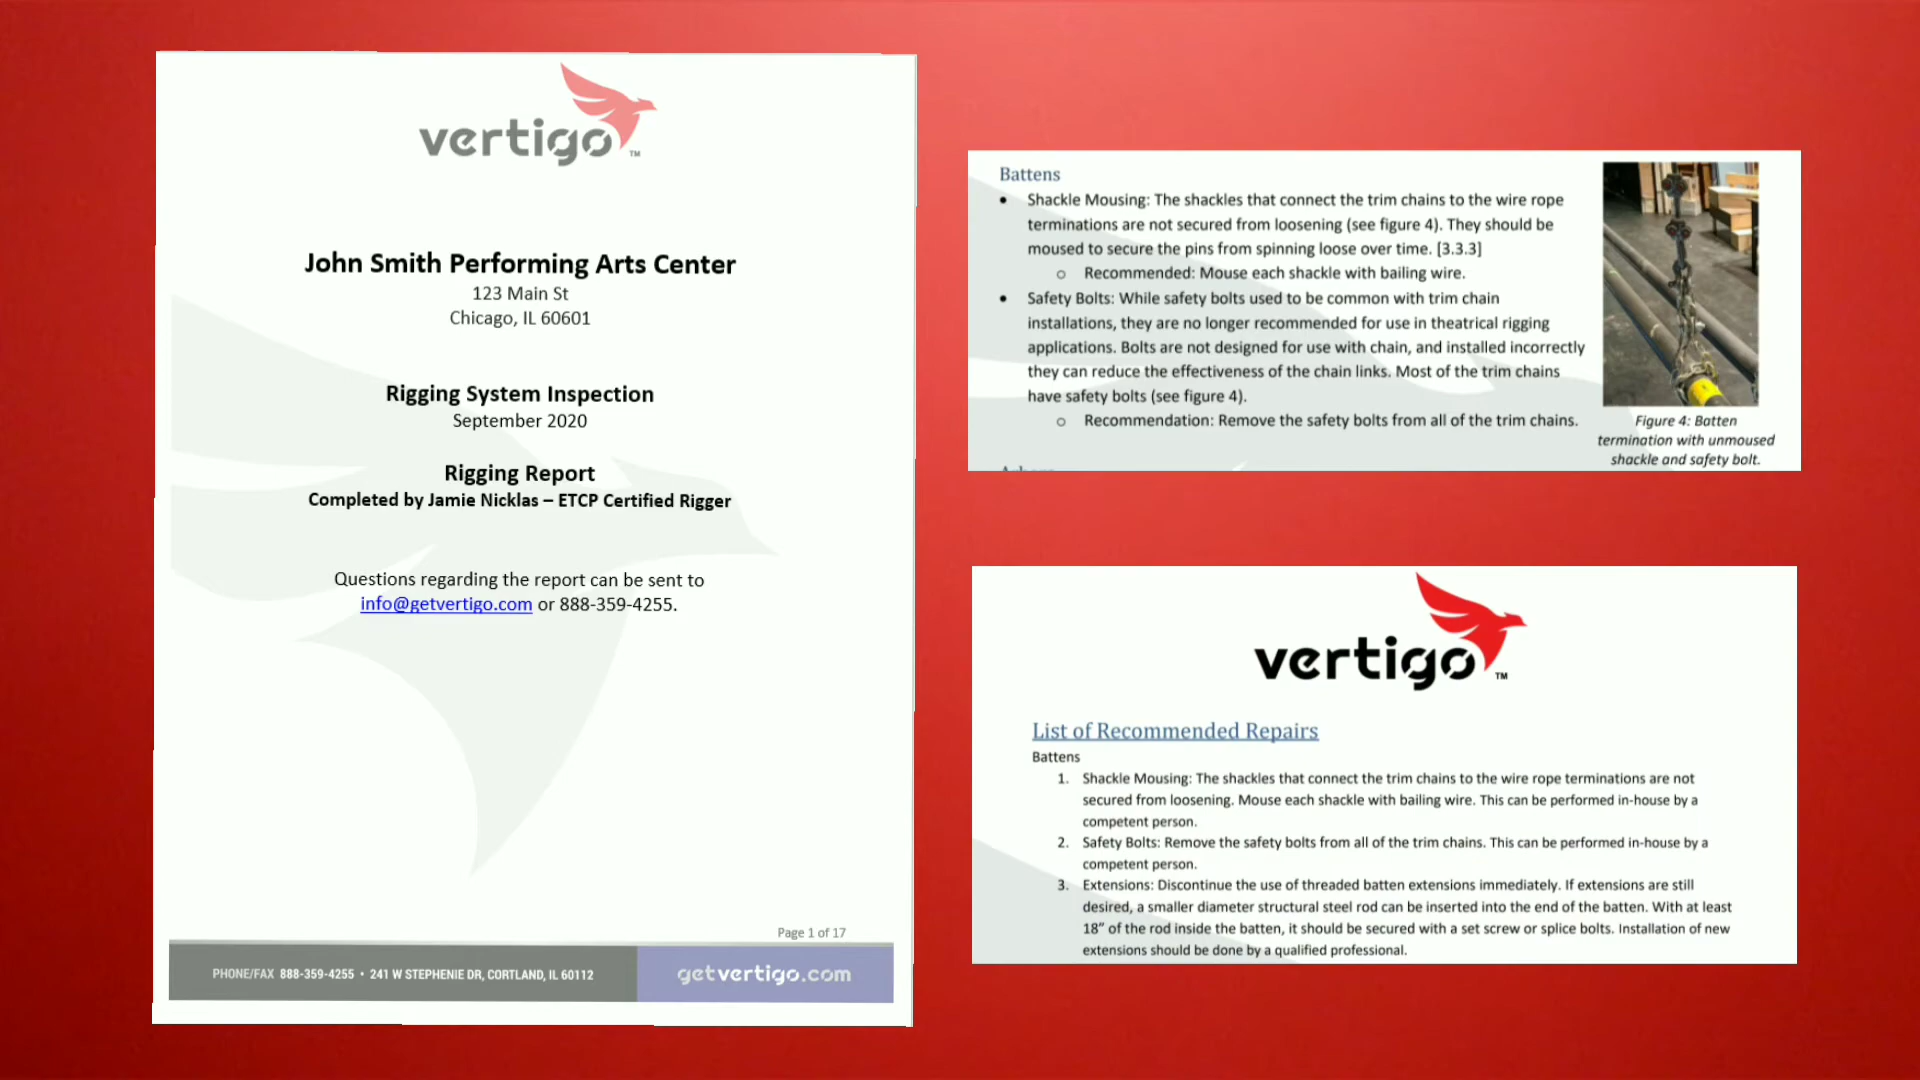 vertigo™
John Smith Performing Arts Center
123 Main St
Chicago, IL 60601
Rigging System Inspection
September 2020
Rigging Report
Completed by Jamie Nicklas – ETCP Certified Rigger
Questions regarding the report can be sent to
info@getvertigo.com or 888-359-4255.
Page 1 of 17
PHONE/FAX 888-359-4255 • 241 W STEPHENIE DR, CORTLAND, IL 60112
getvertigo.com
Battens
• Shackle Mousing: The shackles that connect the trim chains to the wire rope
terminations are not secured from loosening (see figure 4). They should be
moused to secure the pins from spinning loose over time. [3.3.3]
o Recommended: Mouse each shackle with bailing wire.
• Safety Bolts: While safety bolts used to be common with trim chain
installations, they are no longer recommended for use in theatrical rigging
applications. Bolts are not designed for use with chain, and installed incorrectly
they can reduce the effectiveness of the chain links. Most of the trim chains
have safety bolts (see figure 4).
o Recommendation: Remove the safety bolts from all of the trim chains.
Figure 4: Batten
termination with unmoused
shackle and safety bolt.
vertigo™
List of Recommended Repairs
Battens
1. Shackle Mousing: The shackles that connect the trim chains to the wire rope terminations are not
secured from loosening. Mouse each shackle with bailing wire. This can be performed in-house by a
competent person.
2. Safety Bolts: Remove the safety bolts from all of the trim chains. This can be performed in-house by a
competent person.
3. Extensions: Discontinue the use of threaded batten extensions immediately. If extensions are still
desired, a smaller diameter structural steel rod can be inserted into the end of the batten. With at least
18” of the rod inside the batten, it should be secured with a set screw or splice bolts. Installation of new
extensions should be done by a qualified professional.